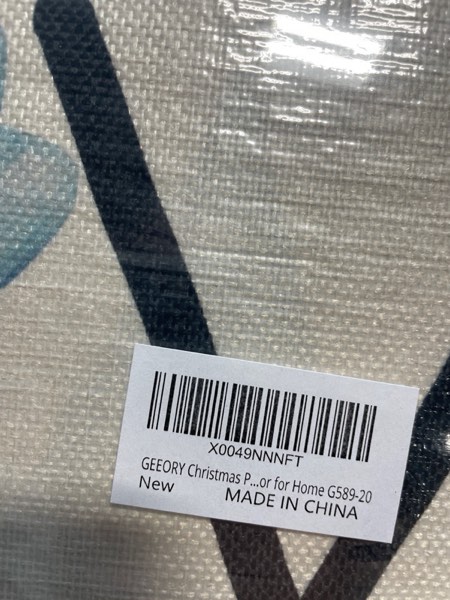 X0049NNNFT
GEEORY Christmas P...or for Home G589-20
New
MADE IN CHINA